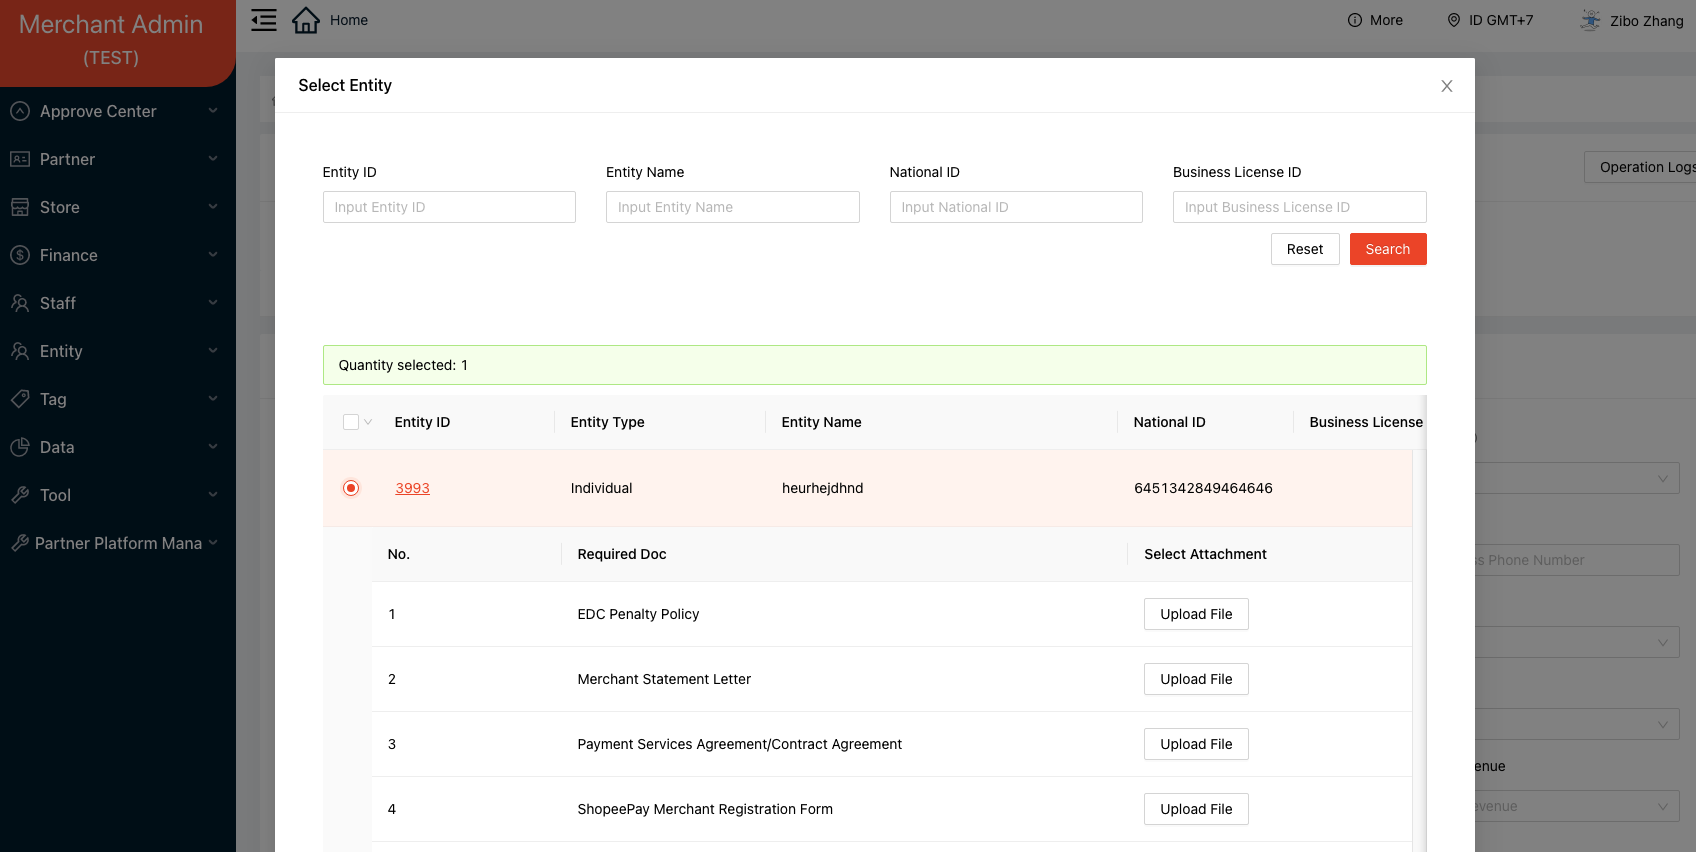 Merchant Admin
(TEST)
Home
More
ID GMT+7
Zibo Zhang
Approve Center
Partner
Store
Finance
Staff
Entity
Tag
Data
Tool
Partner Platform Mana
Operation Logs
Select Entity
Entity ID
Entity Name
National ID
Business License ID
Input Entity ID
Input Entity Name
Input National ID
Input Business License ID
Reset
Search
Quantity selected: 1
Entity ID
Entity Type
Entity Name
National ID
Business License
3993
Individual
heurhejdhnd
6451342849464646
No.
Required Doc
Select Attachment
1
EDC Penalty Policy
Upload File
2
Merchant Statement Letter
Upload File
3
Payment Services Agreement/Contract Agreement
Upload File
4
ShopeePay Merchant Registration Form
Upload File
Phone Number